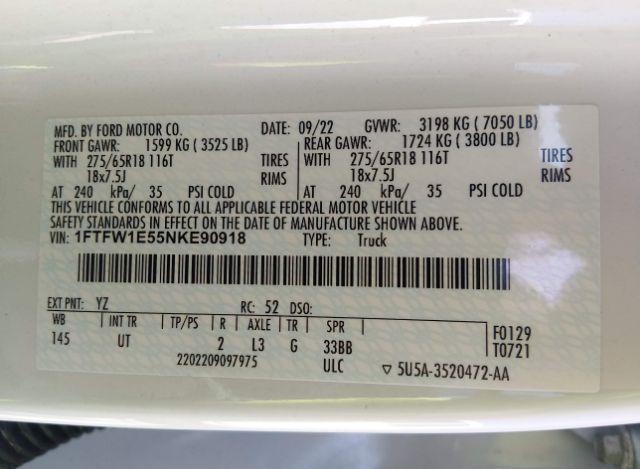 MFD. BY FORD MOTOR CO. DATE: 09/22 GVWR: 3198 KG ( 7050 LB)
FRONT GAWR: 1599 KG ( 3525 LB) REAR GAWR: 1724 KG ( 3800 LB)
WITH 275/65R18 116T TIRES WITH 275/65R18 116T TIRES
18x7.5J RIMS 18x7.5J RIMS
AT 240 kPa/ 35 PSI COLD AT 240 kPa/ 35 PSI COLD
THIS VEHICLE CONFORMS TO ALL APPLICABLE FEDERAL MOTOR VEHICLE
SAFETY STANDARDS IN EFFECT ON THE DATE OF MANUFACTURE SHOWN ABOVE.
VIN: 1FTFW1E55NKE90918 TYPE: Truck
EXT PNT: YZ RC: 52 DSO:
WB INT TR TP/PS R AXLE TR SPR F0129
145 UT 2 L3 G 33BB T0721
2202209097975 ULC ▽ 5U5A-3520472-AA